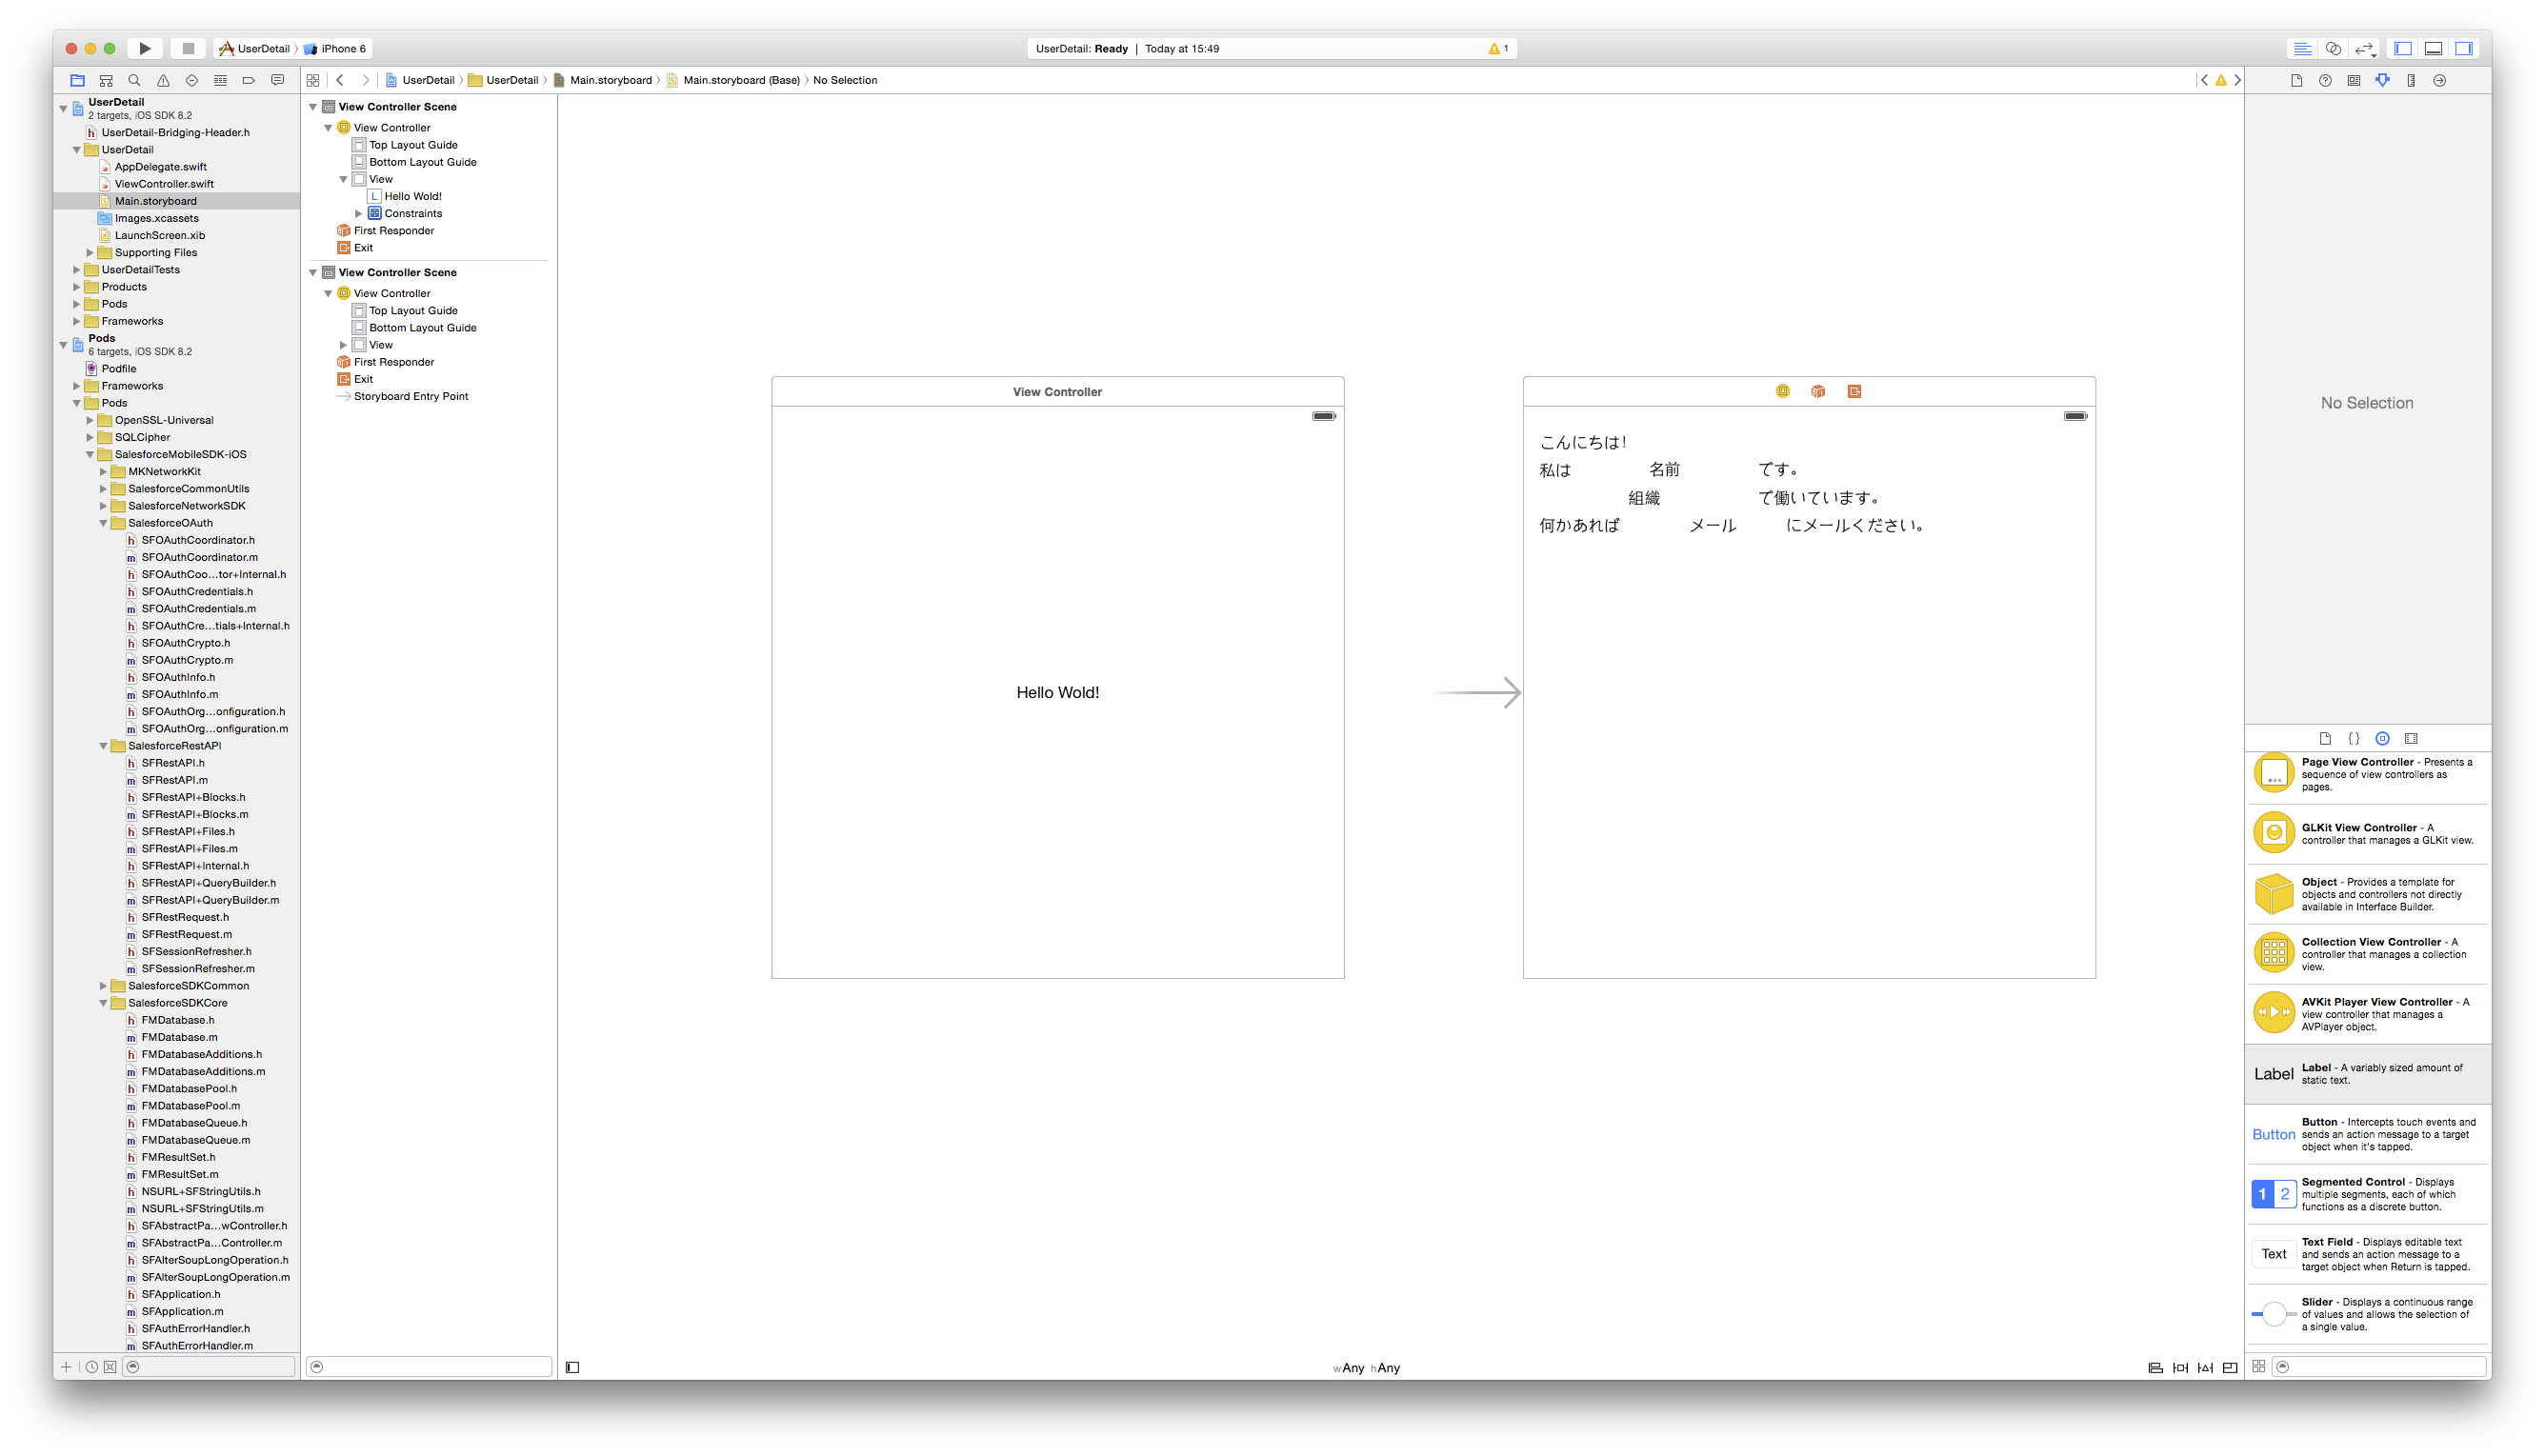 UserDetail 〉 iPhone 6
UserDetail: Ready | Today at 15:49
1
UserDetail 〉 UserDetail 〉 Main.storyboard 〉 Main.storyboard (Base) 〉 No Selection
UserDetail
2 targets, iOS SDK 8.2
UserDetail-Bridging-Header.h
UserDetail
AppDelegate.swift
ViewController.swift
Main.storyboard
Images.xcassets
LaunchScreen.xib
Supporting Files
UserDetailTests
Products
Pods
Frameworks
Pods
6 targets, iOS SDK 8.2
Podfile
Frameworks
Pods
OpenSSL-Universal
SQLCipher
SalesforceMobileSDK-iOS
MKNetworkKit
SalesforceCommonUtils
SalesforceNetworkSDK
SalesforceOAuth
h SFOAuthCoordinator.h
m SFOAuthCoordinator.m
h SFOAuthCoo...tor+Internal.h
h SFOAuthCredentials.h
m SFOAuthCredentials.m
h SFOAuthCre...tials+Internal.h
h SFOAuthCrypto.h
m SFOAuthCrypto.m
h SFOAuthInfo.h
m SFOAuthInfo.m
h SFOAuthOrg...onfiguration.h
m SFOAuthOrg...onfiguration.m
SalesforceRestAPI
h SFRestAPI.h
m SFRestAPI.m
h SFRestAPI+Blocks.h
m SFRestAPI+Blocks.m
h SFRestAPI+Files.h
m SFRestAPI+Files.m
h SFRestAPI+Internal.h
h SFRestAPI+QueryBuilder.h
m SFRestAPI+QueryBuilder.m
h SFRestRequest.h
m SFRestRequest.m
h SFSessionRefresher.h
m SFSessionRefresher.m
SalesforceSDKCommon
SalesforceSDKCore
h FMDatabase.h
m FMDatabase.m
h FMDatabaseAdditions.h
m FMDatabaseAdditions.m
h FMDatabasePool.h
m FMDatabasePool.m
h FMDatabaseQueue.h
m FMDatabaseQueue.m
h FMResultSet.h
m FMResultSet.m
h NSURL+SFStringUtils.h
m NSURL+SFStringUtils.m
h SFAbstractPa...wController.h
m SFAbstractPa...Controller.m
h SFAlterSoupLongOperation.h
m SFAlterSoupLongOperation.m
h SFApplication.h
m SFApplication.m
h SFAuthErrorHandler.h
m SFAuthErrorHandler.m
View Controller Scene
View Controller
Top Layout Guide
Bottom Layout Guide
View
L Hello Wold!
Constraints
First Responder
Exit
View Controller Scene
View Controller
Top Layout Guide
Bottom Layout Guide
View
First Responder
Exit
Storyboard Entry Point
View Controller
Hello Wold!
こんにちは！
私は 名前 です。
組織 で働いています。
何かあれば メール にメールください。
wAny hAny
No Selection
Page View Controller - Presents a
sequence of view controllers as
pages.
GLKit View Controller - A
controller that manages a GLKit view.
Object - Provides a template for
objects and controllers not directly
available in Interface Builder.
Collection View Controller - A
controller that manages a collection
view.
AVKit Player View Controller - A
view controller that manages a
AVPlayer object.
Label
Label - A variably sized amount of
static text.
Button
Button - Intercepts touch events and
sends an action message to a target
object when it's tapped.
1 2
Segmented Control - Displays
multiple segments, each of which
functions as a discrete button.
Text
Text Field - Displays editable text
and sends an action message to a
target object when Return is tapped.
Slider - Displays a continuous range
of values and allows the selection of
a single value.